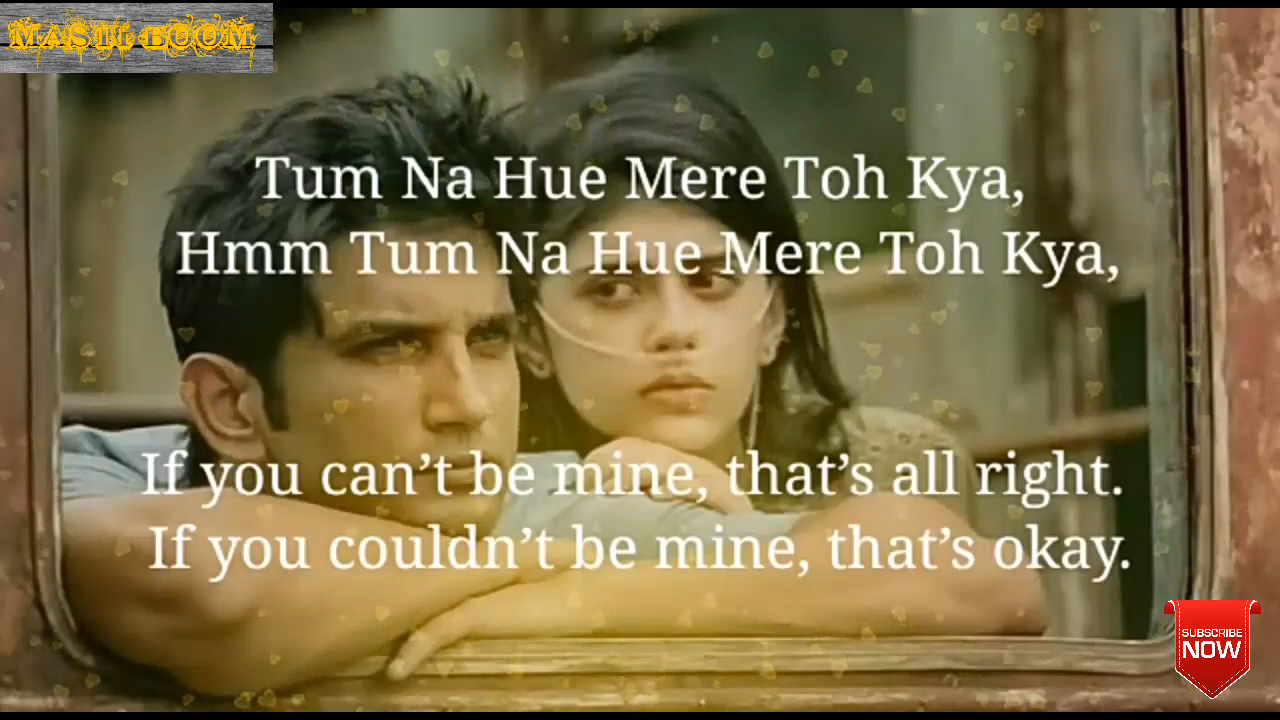 MASTI BOOM
Tum Na Hue Mere Toh Kya,
Hmm Tum Na Hue Mere Toh Kya,
If you can’t be mine, that’s all right.
If you couldn’t be mine, that’s okay.
SUBSCRIBE
NOW